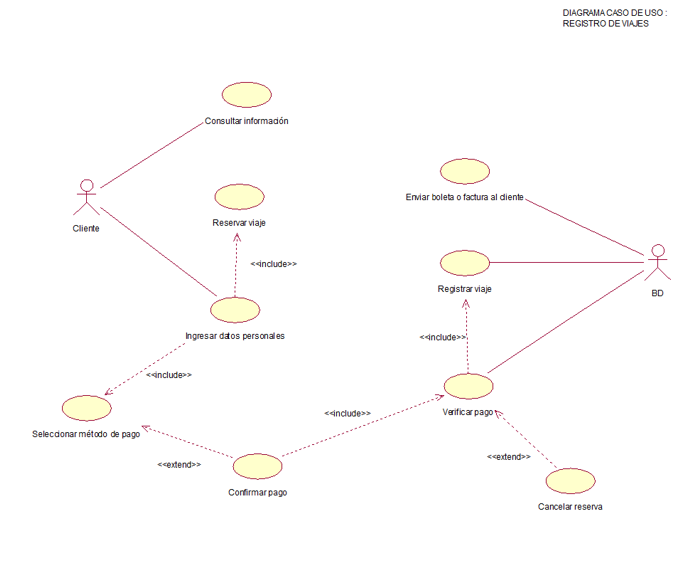 DIAGRAMA CASO DE USO :
REGISTRO DE VIAJES
Consultar información
Cliente
Reservar viaje
Enviar boleta o factura al cliente
<<include>>
Registrar viaje
BD
Ingresar datos personales
<<include>>
<<include>>
Seleccionar método de pago
<<include>>
Verificar pago
<<extend>>
<<extend>>
Confirmar pago
Cancelar reserva